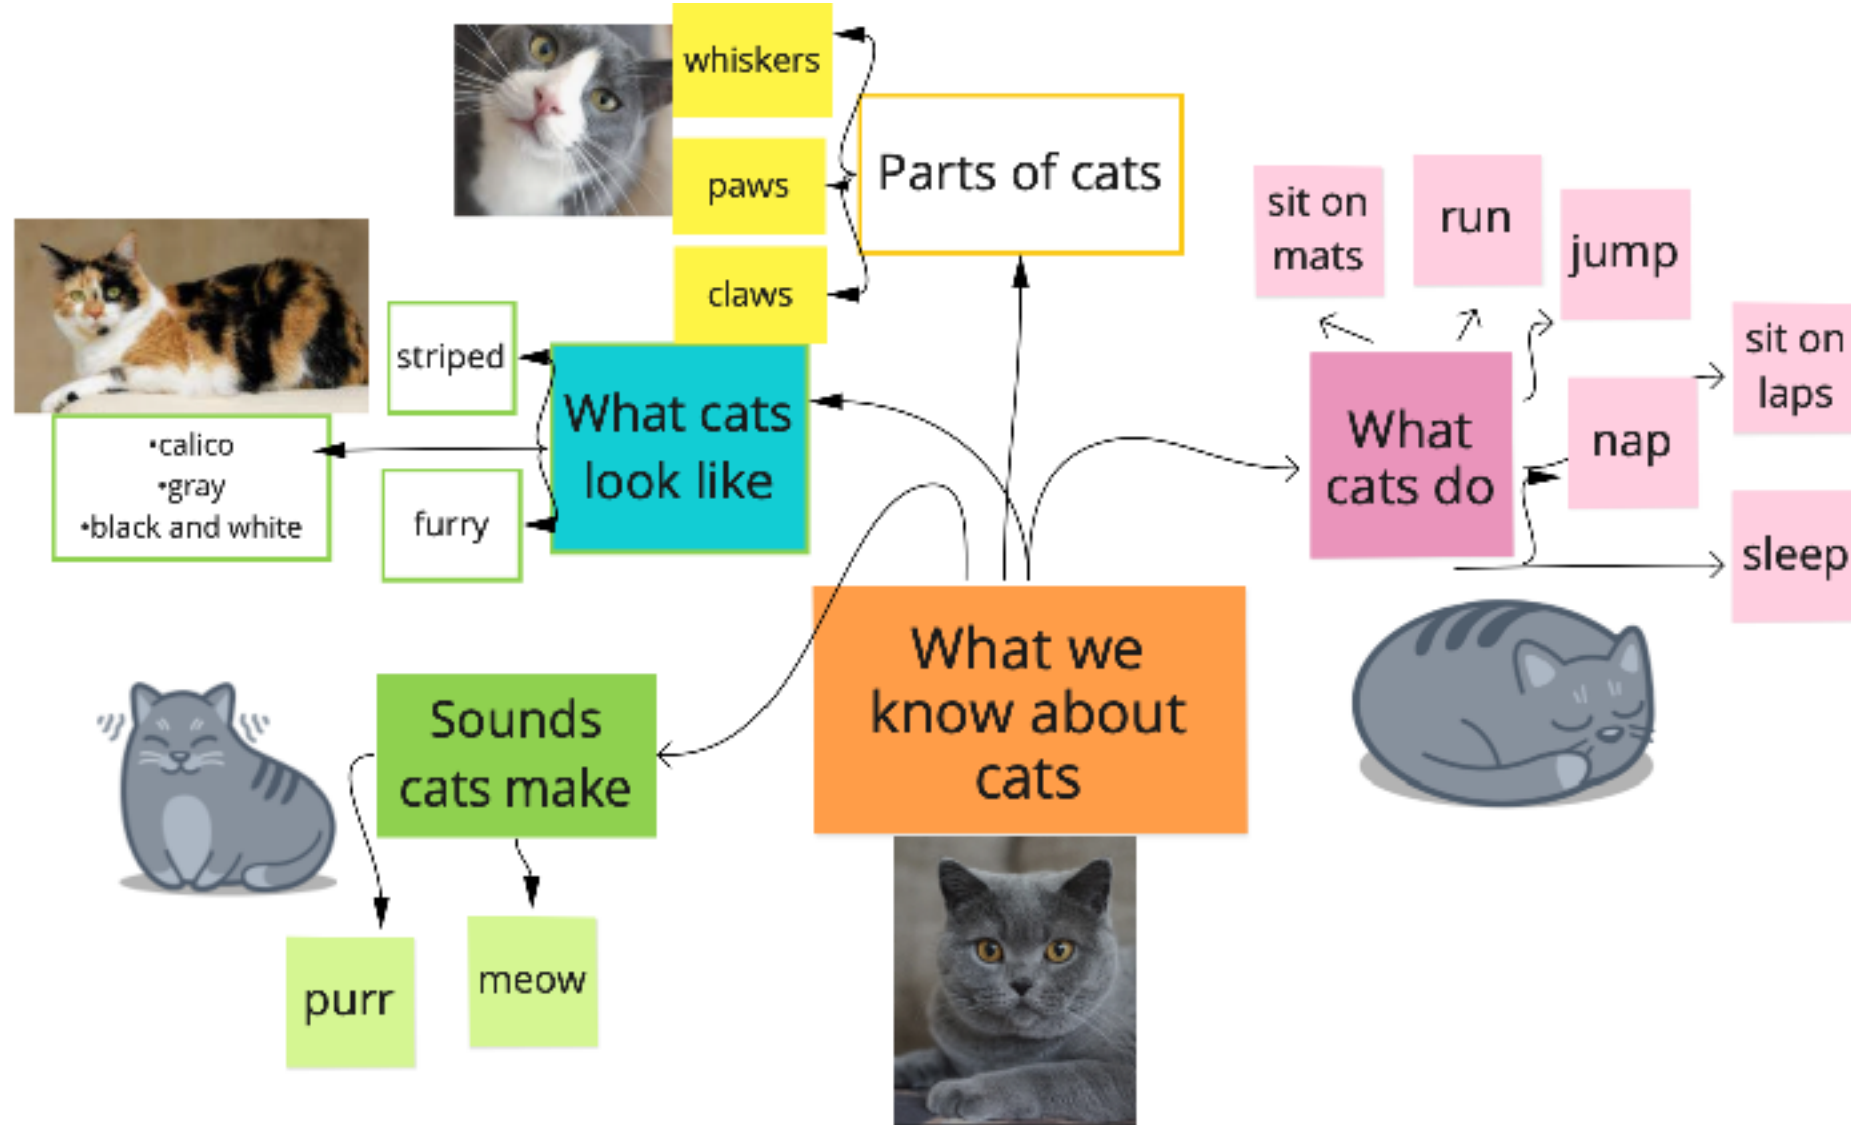 whiskers
paws
claws
Parts of cats
sit on
mats
run
jump
sit on
laps
nap
sleep
What
cats do
striped
What cats
look like
•calico
•gray
•black and white
furry
What we
know about
cats
Sounds
cats make
purr
meow